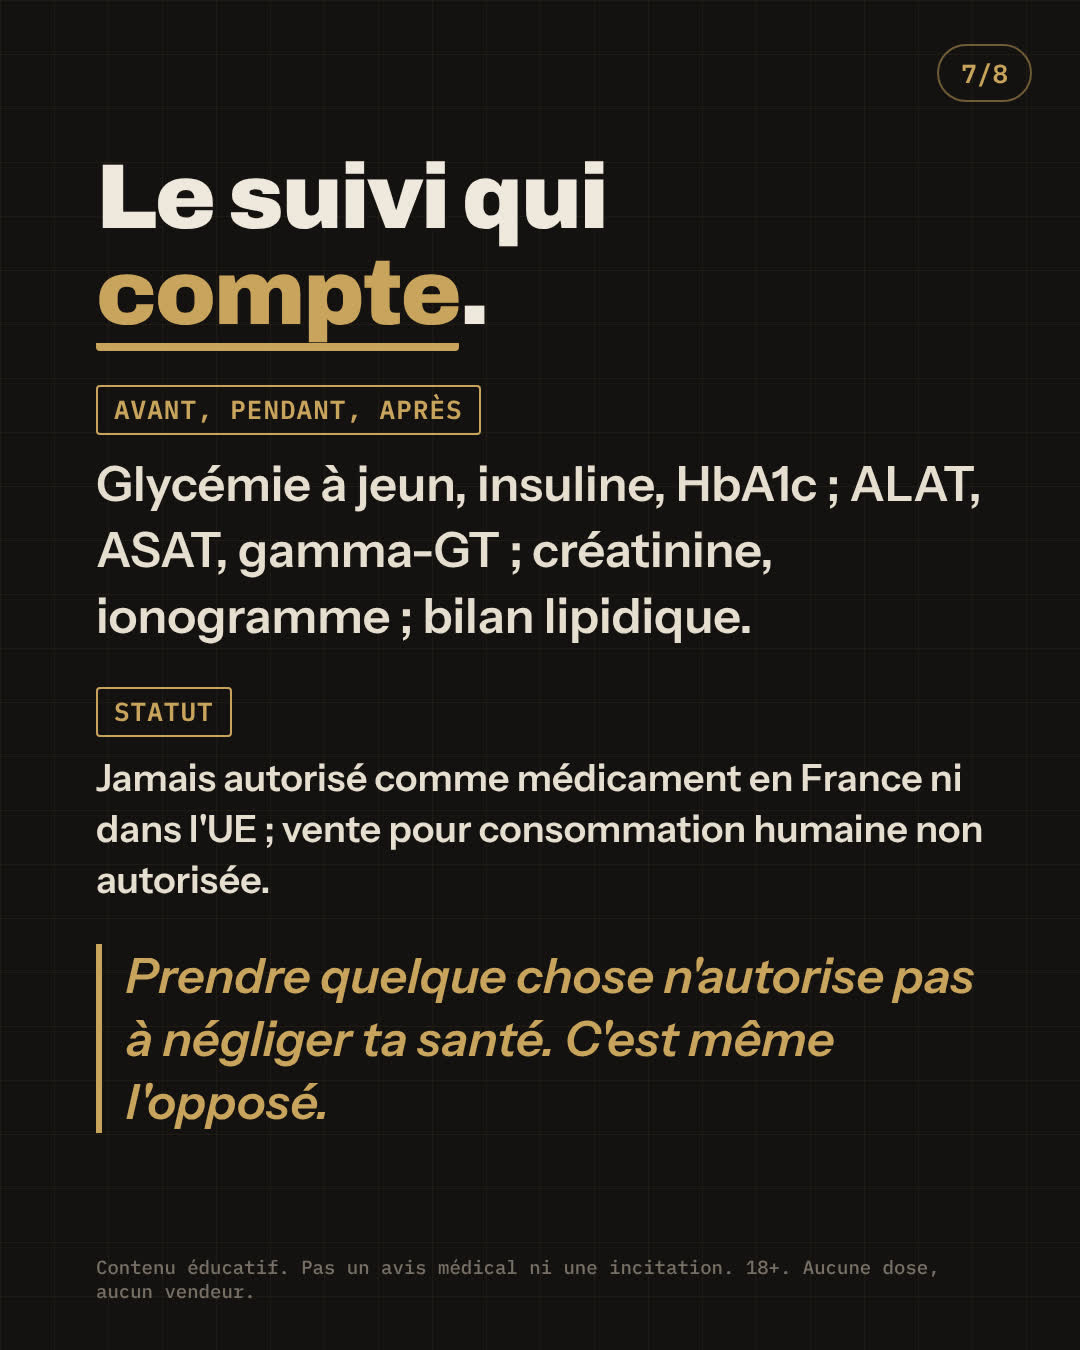 7/8
Le suivi qui
compte.
AVANT, PENDANT, APRÈS
Glycémie à jeun, insuline, HbA1c ; ALAT,
ASAT, gamma-GT ; créatinine,
ionogramme ; bilan lipidique.
STATUT
Jamais autorisé comme médicament en France ni
dans l'UE ; vente pour consommation humaine non
autorisée.
Prendre quelque chose n'autorise pas
à négliger ta santé. C'est même
l'opposé.
Contenu éducatif. Pas un avis médical ni une incitation. 18+. Aucune dose,
aucun vendeur.